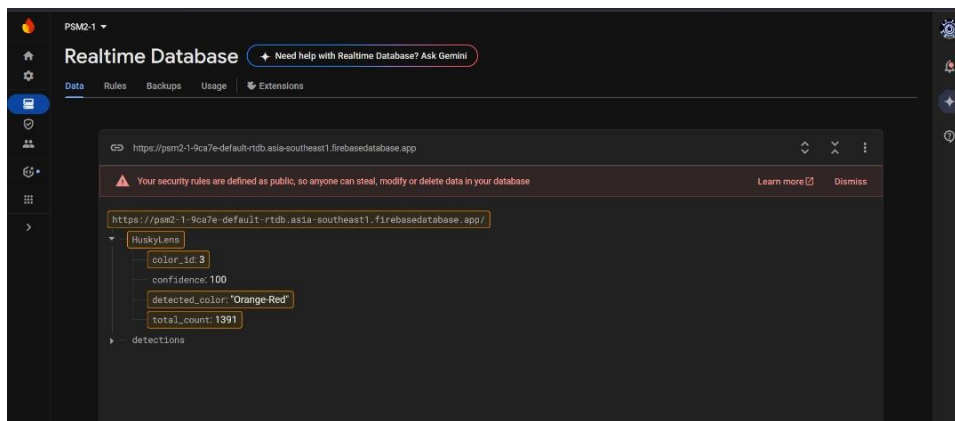 PSM2-1
Realtime Database
Need help with Realtime Database? Ask Gemini
Data Rules Backups Usage Extensions
https://psm2-1-9ca7e-default-rtdb.asia-southeast1.firebasedatabase.app
Your security rules are defined as public, so anyone can steal, modify or delete data in your database Learn more Dismiss
https://psm2-1-9ca7e-default-rtdb.asia-southeast1.firebasedatabase.app/
HuskyLens
color_id: 3
confidence: 100
detected_color: "Orange-Red"
total_count: 1391
detections